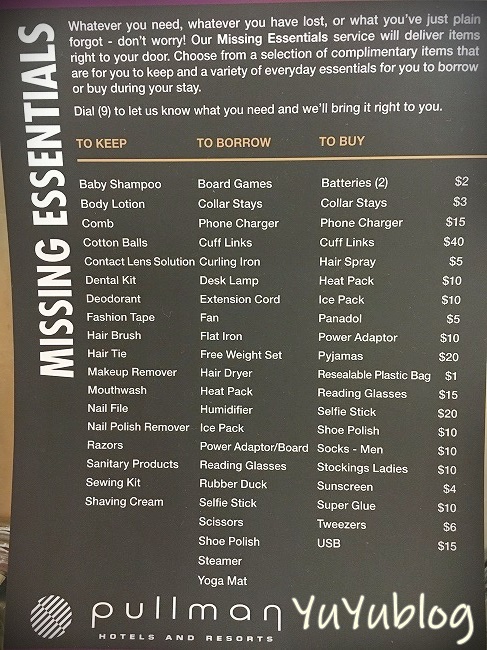 MISSING ESSENTIALS
Whatever you need, whatever you have lost, or what you've just plain
forgot - don't worry! Our Missing Essentials service will deliver items
right to your door. Choose from a selection of complimentary items that
are for you to keep and a variety of everyday essentials for you to borrow
or buy during your stay.
Dial (9) to let us know what you need and we'll bring it right to you.
TO KEEP
Baby Shampoo
Body Lotion
Comb
Cotton Balls
Contact Lens Solution
Dental Kit
Deodorant
Fashion Tape
Hair Brush
Hair Tie
Makeup Remover
Mouthwash
Nail File
Nail Polish Remover
Razors
Sanitary Products
Sewing Kit
Shaving Cream
TO BORROW
Board Games
Collar Stays
Phone Charger
Cuff Links
Curling Iron
Desk Lamp
Extension Cord
Fan
Flat Iron
Free Weight Set
Hair Dryer
Heat Pack
Humidifier
Ice Pack
Power Adaptor/Board
Reading Glasses
Rubber Duck
Selfie Stick
Scissors
Shoe Polish
Steamer
Yoga Mat
TO BUY
Batteries (2) $2
Collar Stays $3
Phone Charger $15
Cuff Links $40
Hair Spray $5
Heat Pack $10
Ice Pack $10
Panadol $5
Power Adaptor $10
Pyjamas $20
Resealable Plastic Bag $1
Reading Glasses $15
Selfie Stick $20
Shoe Polish $10
Socks - Men $10
Stockings Ladies $10
Sunscreen $4
Super Glue $10
Tweezers $6
USB $15
pullman
HOTELS AND RESORTS
YuYublog